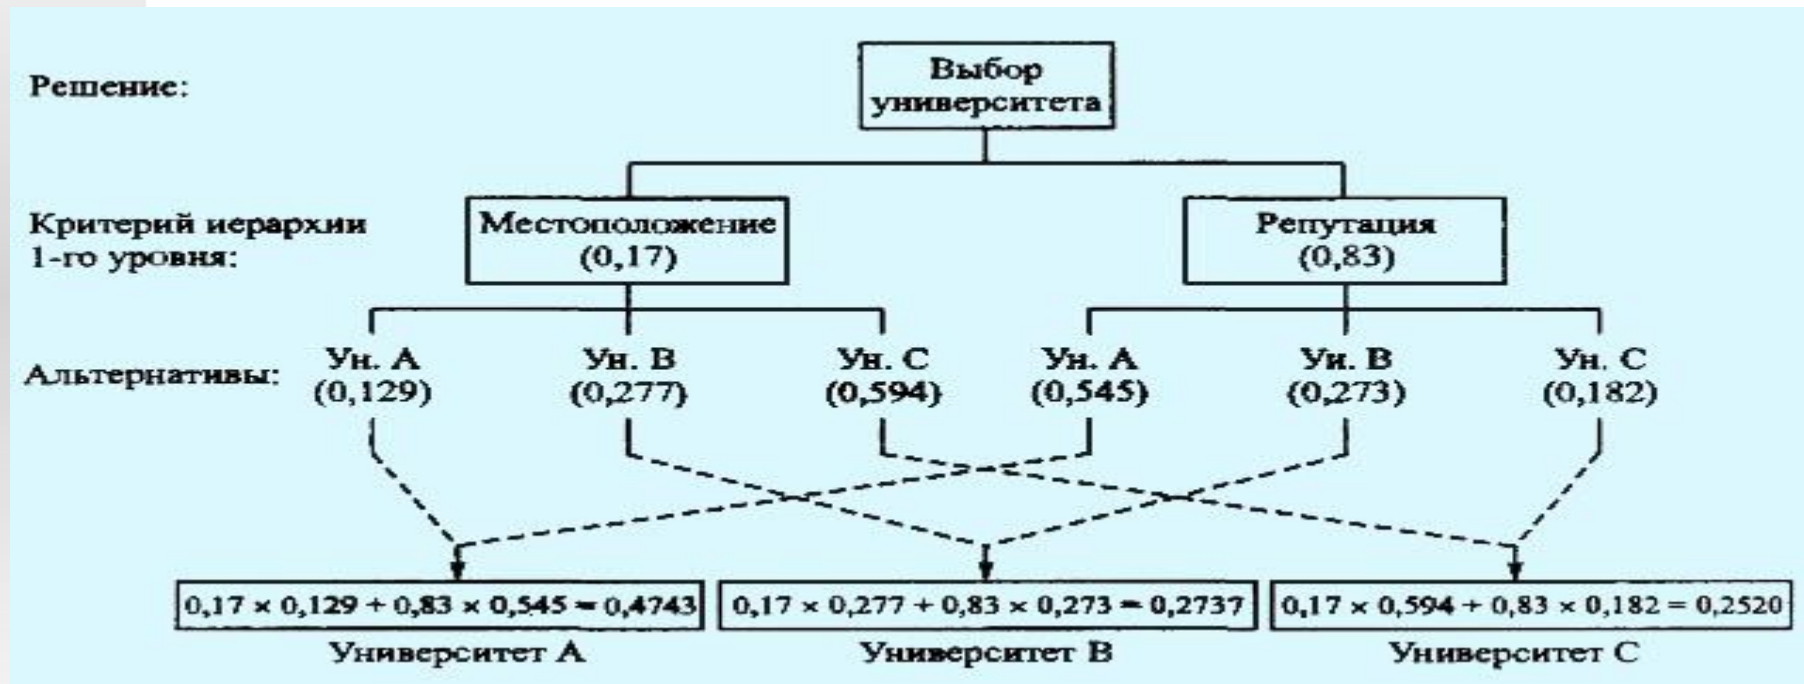 Решение:
Выбор
университета
Критерий иерархии
1-го уровня:
Местоположение
(0,17)
Репутация
(0,83)
Альтернативы:
Ун. А
(0,129)
Ун. В
(0,277)
Ун. С
(0,594)
Ун. А
(0,545)
Ун. В
(0,273)
Ун. С
(0,182)
0,17 × 0,129 + 0,83 × 0,545 = 0,4743
Университет А
0,17 × 0,277 + 0,83 × 0,273 = 0,2737
Университет В
0,17 × 0,594 + 0,83 × 0,182 = 0,2520
Университет С